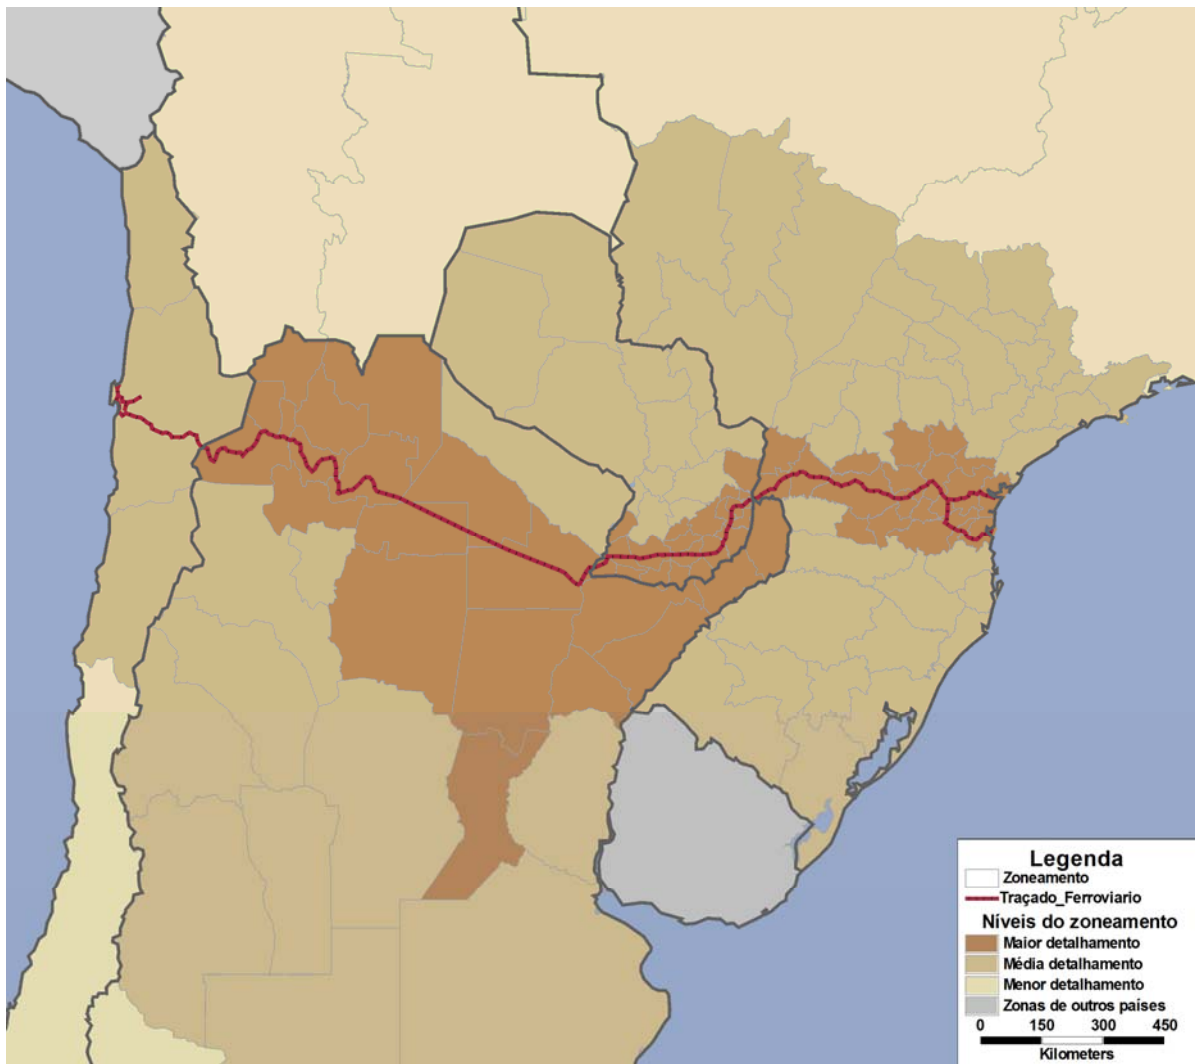 Legenda
Zoneamento
Traçado_Ferroviario
Níveis do zoneamento
Maior detalhamento
Média detalhamento
Menor detalhamento
Zonas de outros países
0 150 300 450
Kilometers